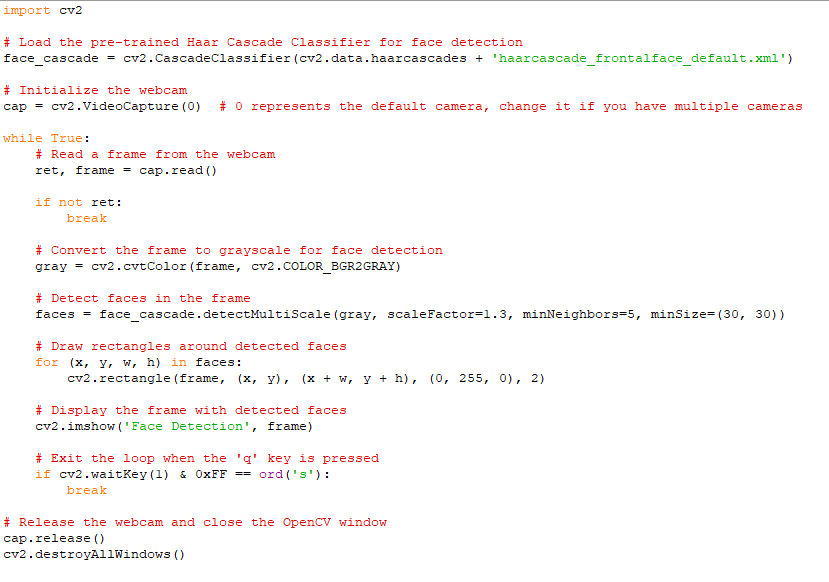 import cv2

# Load the pre-trained Haar Cascade Classifier for face detection
face_cascade = cv2.CascadeClassifier(cv2.data.haarcascades + 'haarcascade_frontalface_default.xml')

# Initialize the webcam
cap = cv2.VideoCapture(0)  # 0 represents the default camera, change it if you have multiple cameras

while True:
    # Read a frame from the webcam
    ret, frame = cap.read()

    if not ret:
        break

    # Convert the frame to grayscale for face detection
    gray = cv2.cvtColor(frame, cv2.COLOR_BGR2GRAY)

    # Detect faces in the frame
    faces = face_cascade.detectMultiScale(gray, scaleFactor=1.3, minNeighbors=5, minSize=(30, 30))

    # Draw rectangles around detected faces
    for (x, y, w, h) in faces:
        cv2.rectangle(frame, (x, y), (x + w, y + h), (0, 255, 0), 2)

    # Display the frame with detected faces
    cv2.imshow('Face Detection', frame)

    # Exit the loop when the 'q' key is pressed
    if cv2.waitKey(1) & 0xFF == ord('s'):
        break

# Release the webcam and close the OpenCV window
cap.release()
cv2.destroyAllWindows()